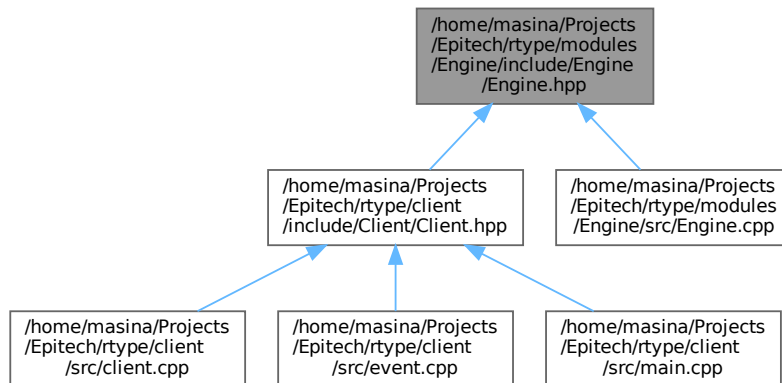 /home/masina/Projects
/Epitech/rtype/modules
/Engine/include/Engine
/Engine.hpp
/home/masina/Projects
/Epitech/rtype/client
/include/Client/Client.hpp
/home/masina/Projects
/Epitech/rtype/modules
/Engine/src/Engine.cpp
/home/masina/Projects
/Epitech/rtype/client
/src/client.cpp
/home/masina/Projects
/Epitech/rtype/client
/src/event.cpp
/home/masina/Projects
/Epitech/rtype/client
/src/main.cpp